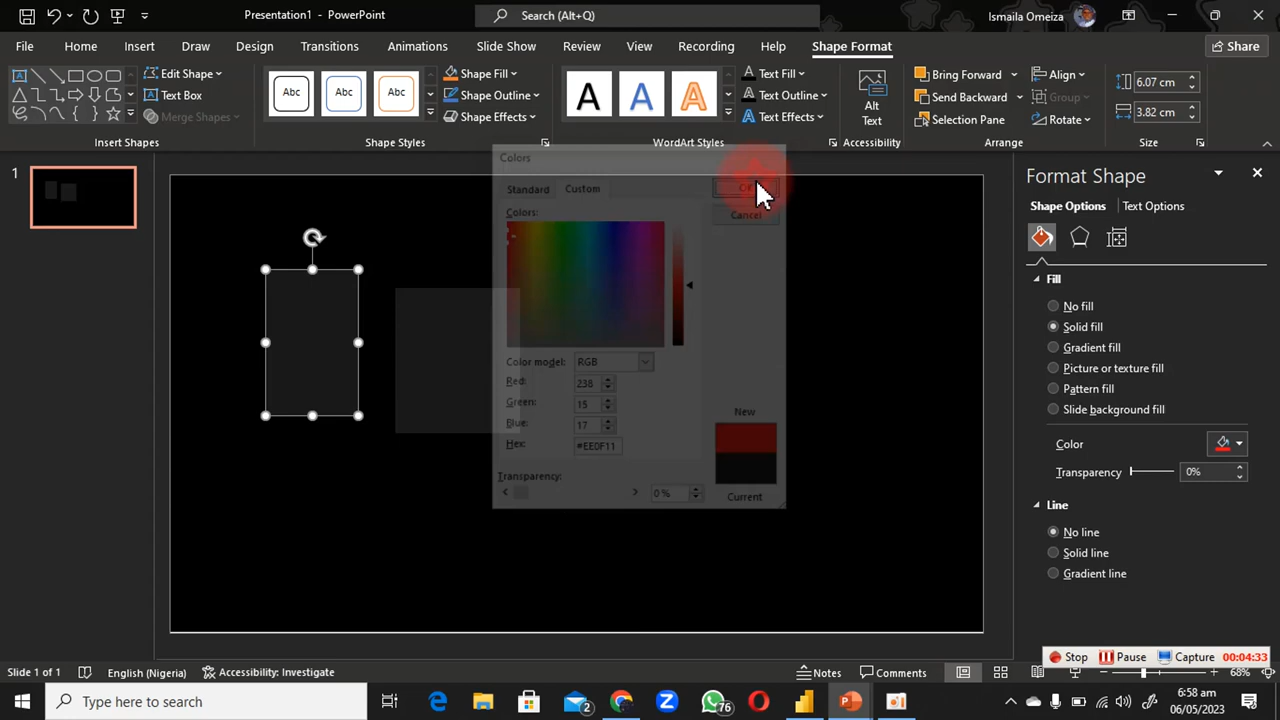 Presentation1 - PowerPoint
Search (Alt+Q)
Ismaila Omeiza
File Home Insert Draw Design Transitions Animations Slide Show Review View Recording Help Shape Format Share
Edit Shape
Text Box
Merge Shapes
Insert Shapes
Abc Abc Abc
Shape Fill
Shape Outline
Shape Effects
Shape Styles
A A A
Text Fill
Text Outline
Text Effects
WordArt Styles
Alt
Text
Accessibility
Bring Forward
Send Backward
Selection Pane
Align
Group
Rotate
Arrange
6.07 cm
3.82 cm
Size
1
Colors
Standard Custom
Cancel
Colors:
Color model: RGB
Red: 238
Green: 15
Blue: 17
Hex: #EE0F11
Transparency:
0 %
New
Current
Format Shape
Shape Options Text Options
Fill
No fill
Solid fill
Gradient fill
Picture or texture fill
Pattern fill
Slide background fill
Color
Transparency 0%
Line
No line
Solid line
Gradient line
Stop Pause Capture 00:04:33
Slide 1 of 1 English (Nigeria) Accessibility: Investigate Notes Comments 68%
Type here to search
2
76
6:58 am
06/05/2023